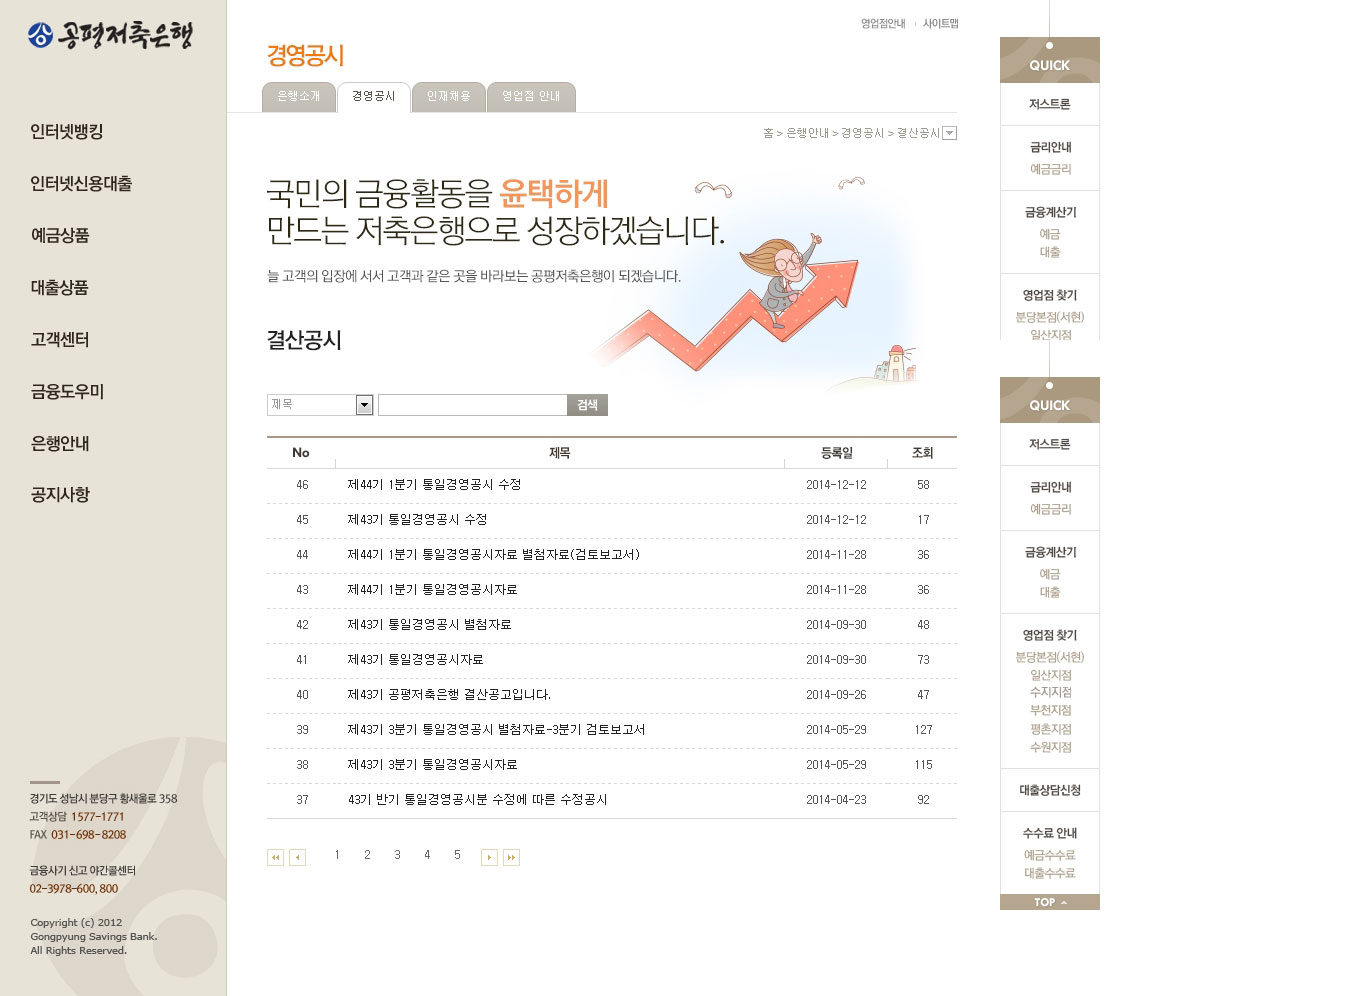 공평저축은행
인터넷뱅킹
인터넷신용대출
예금상품
대출상품
고객센터
금융도우미
은행안내
공지사항
경기도 성남시 분당구 황새울로 358
고객상담 1577-1771
FAX 031-698-8208
금융사기 신고 야간콜센터
02-3978-600, 800
Copyright (c) 2012
Gongpyung Savings Bank.
All Rights Reserved.
영업점안내 사이트맵
경영공시
은행소개 경영공시 인재채용 영업점 안내
홈 > 은행안내 > 경영공시 > 결산공시
국민의 금융활동을 윤택하게
만드는 저축은행으로 성장하겠습니다.
늘 고객의 입장에 서서 고객과 같은 곳을 바라보는 공평저축은행이 되겠습니다.
결산공시
제목 검색
No 제목 등록일 조회
46 제44기 1분기 통일경영공시 수정 2014-12-12 58
45 제43기 통일경영공시 수정 2014-12-12 17
44 제44기 1분기 통일경영공시자료 별첨자료(검토보고서) 2014-11-28 36
43 제44기 1분기 통일경영공시자료 2014-11-28 36
42 제43기 통일경영공시 별첨자료 2014-09-30 48
41 제43기 통일경영공시자료 2014-09-30 73
40 제43기 공평저축은행 결산공고입니다. 2014-09-26 47
39 제43기 3분기 통일경영공시 별첨자료-3분기 검토보고서 2014-05-29 127
38 제43기 3분기 통일경영공시자료 2014-05-29 115
37 43기 반기 통일경영공시분 수정에 따른 수정공시 2014-04-23 92
1 2 3 4 5
QUICK
저스트론
금리안내
예금금리
금융계산기
예금
대출
영업점 찾기
분당본점(서현)
일산지점
QUICK
저스트론
금리안내
예금금리
금융계산기
예금
대출
영업점 찾기
분당본점(서현)
일산지점
수지지점
부천지점
평촌지점
수원지점
대출상담신청
수수료 안내
예금수수료
대출수수료
TOP